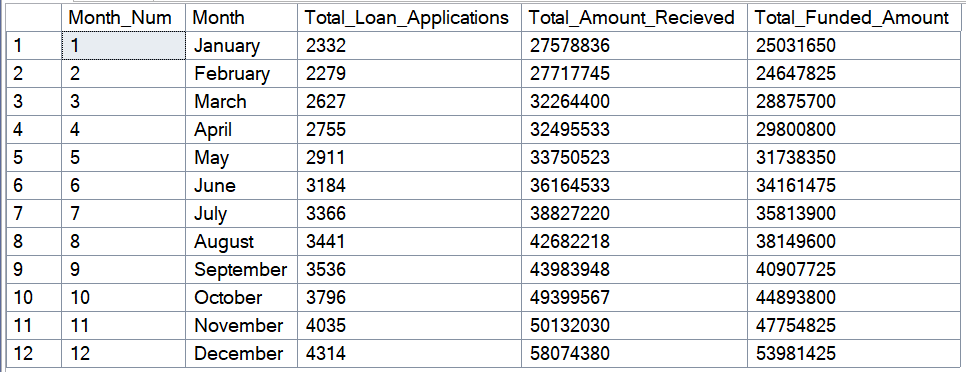 Month_Num Month Total_Loan_Applications Total_Amount_Recieved Total_Funded_Amount
1 1 January 2332 27578836 25031650
2 2 February 2279 27717745 24647825
3 3 March 2627 32264400 28875700
4 4 April 2755 32495533 29800800
5 5 May 2911 33750523 31738350
6 6 June 3184 36164533 34161475
7 7 July 3366 38827220 35813900
8 8 August 3441 42682218 38149600
9 9 September 3536 43983948 40907725
10 10 October 3796 49399567 44893800
11 11 November 4035 50132030 47754825
12 12 December 4314 58074380 53981425